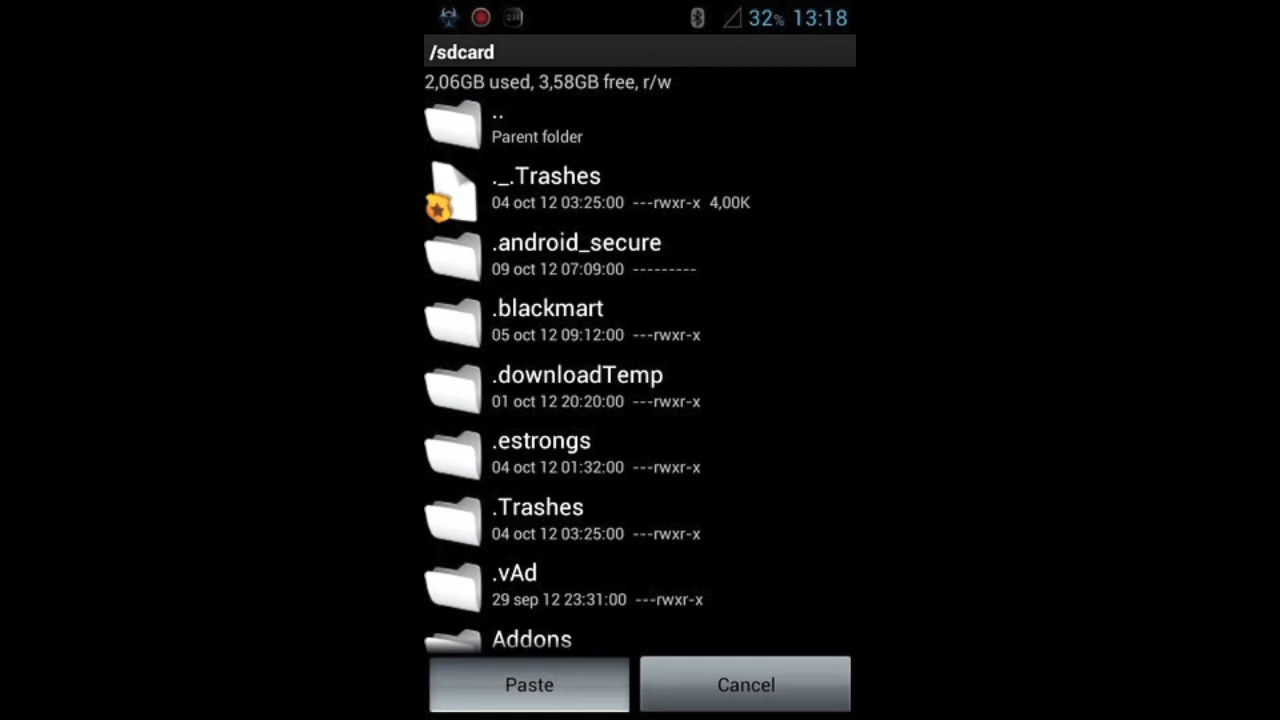 32% 13:18
/sdcard
2,06GB used, 3,58GB free, r/w
..
Parent folder
._.Trashes
04 oct 12 03:25:00 ---rwxr-x 4,00K
.android_secure
09 oct 12 07:09:00 ---------
.blackmart
05 oct 12 09:12:00 ---rwxr-x
.downloadTemp
01 oct 12 20:20:00 ---rwxr-x
.estrongs
04 oct 12 01:32:00 ---rwxr-x
.Trashes
04 oct 12 03:25:00 ---rwxr-x
.vAd
29 sep 12 23:31:00 ---rwxr-x
Addons
Paste
Cancel